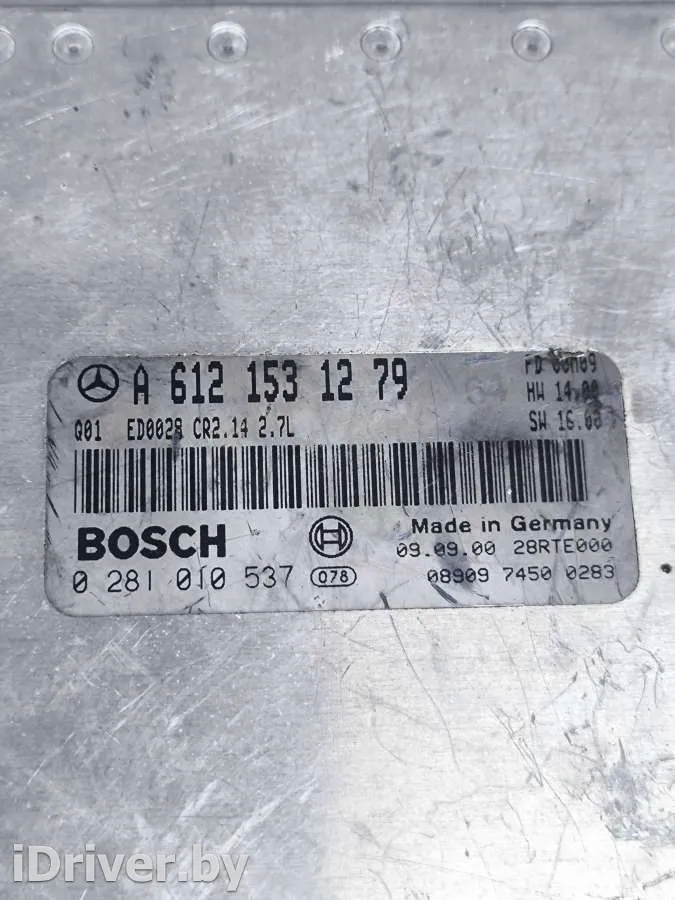 A 612 153 12 79
HW 14.00
G01 ED0028 CR2.14 2.7L
SW 16.00
BOSCH
Made in Germany
09.09.00 28RTE000
0 281 010 537 078
08909 7450 0283
iDriver.by